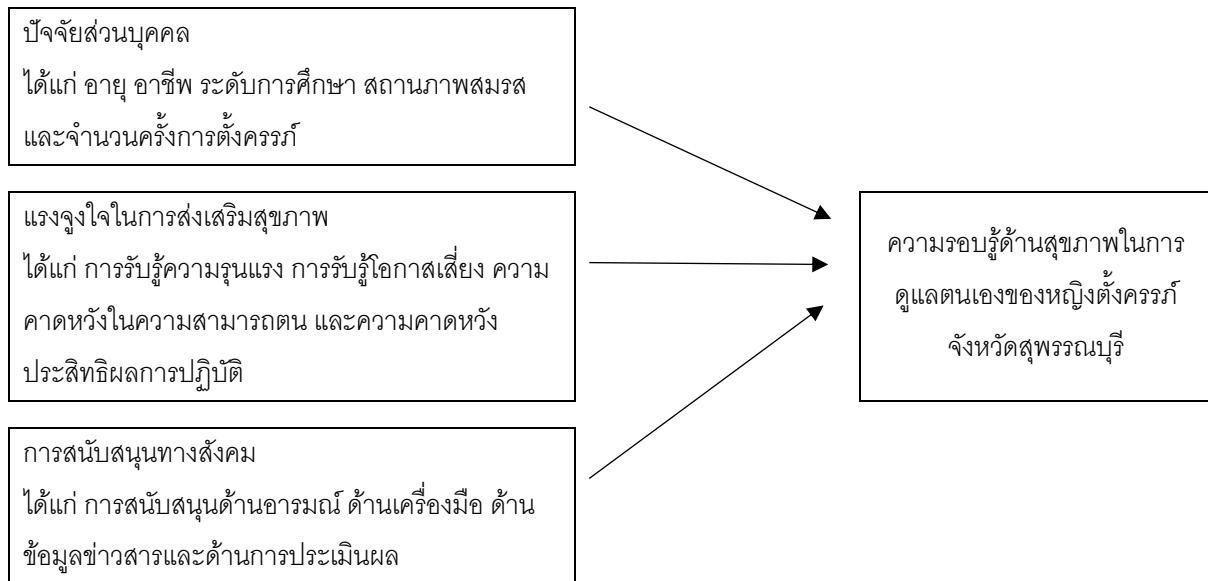 ปัจจัยส่วนบุคคล
ได้แก่ อายุ อาชีพ ระดับการศึกษา สถานภาพสมรส
และจำนวนครั้งการตั้งครรภ์
แรงจูงใจในการส่งเสริมสุขภาพ
ได้แก่ การรับรู้ความรุนแรง การรับรู้โอกาสเสี่ยง ความ
คาดหวังในความสามารถตน และความคาดหวัง
ประสิทธิผลการปฏิบัติ
การสนับสนุนทางสังคม
ได้แก่ การสนับสนุนด้านอารมณ์ ด้านเครื่องมือ ด้าน
ข้อมูลข่าวสารและด้านการประเมินผล
ความรอบรู้ด้านสุขภาพในการ
ดูแลตนเองของหญิงตั้งครรภ์
จังหวัดสุพรรณบุรี